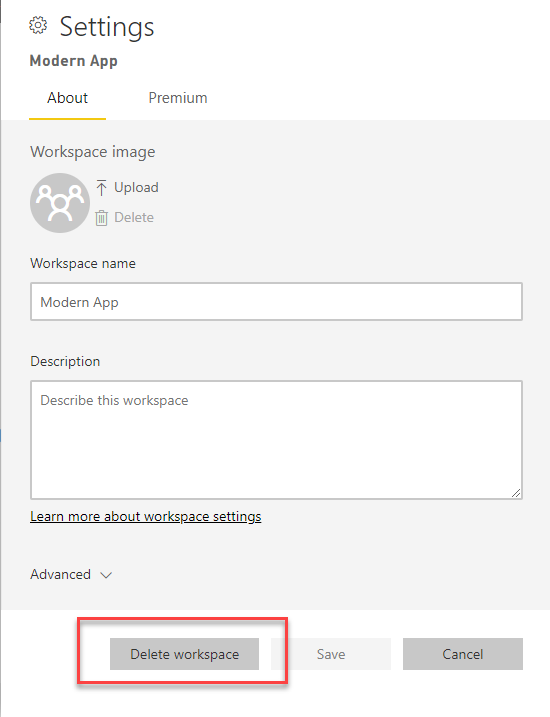 Settings
Modern App
About Premium
Workspace image
Upload
Delete
Workspace name
Modern App
Description
Describe this workspace
Learn more about workspace settings
Advanced
Delete workspace Save Cancel